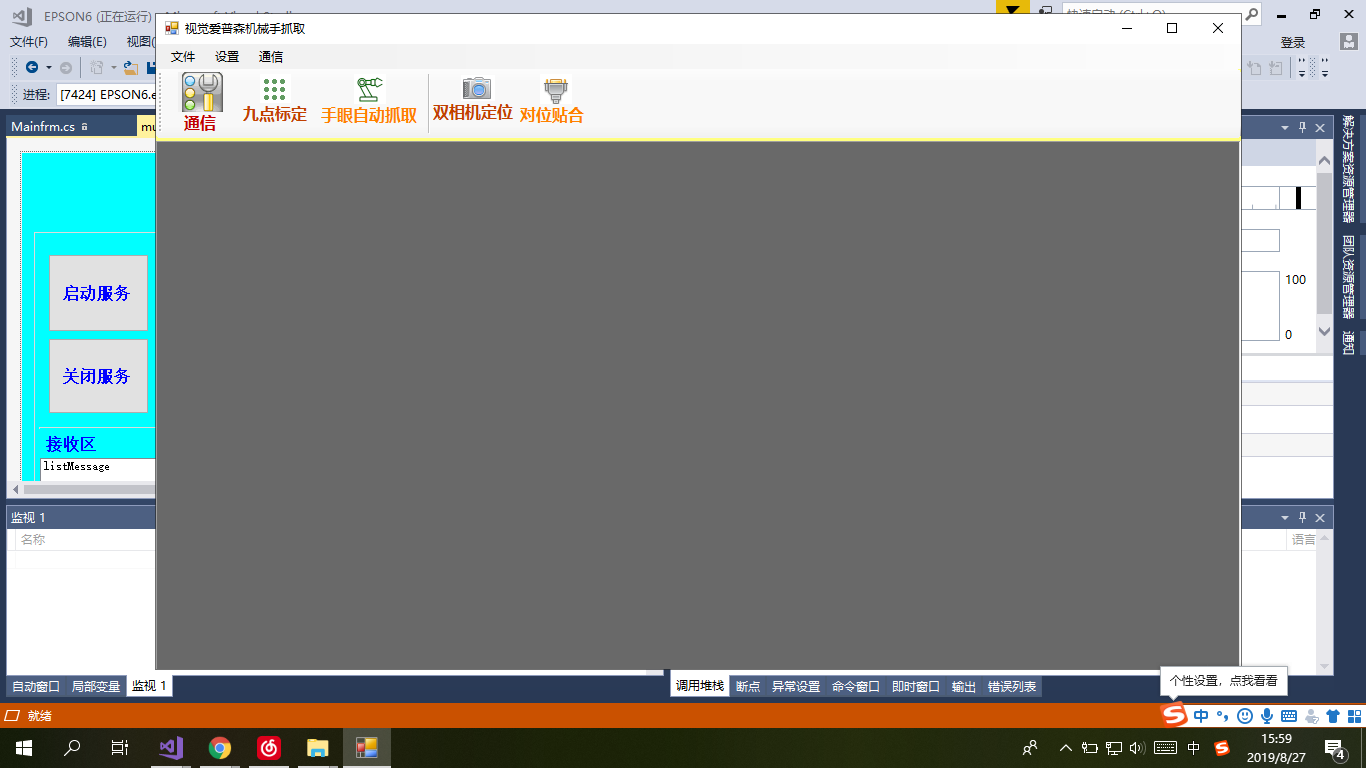 EPSON6 (正在运行)
视觉爱普森机械手抓取
文件(F) 编辑(E) 视图(
登录
文件 设置 通信
进程: [7424] EPSON6.e
通信 九点标定 手眼自动抓取 双相机定位 对位贴合
Mainfrm.cs mu
启动服务
关闭服务
接收区
listMessage
100
0
解决方案资源管理器
团队资源管理器
通知
监视 1
名称
语言
自动窗口 局部变量 监视 1
调用堆栈 断点 异常设置 命令窗口 即时窗口 输出 错误列表
个性设置，点我看看
就绪
中
中
15:59
2019/8/27
4